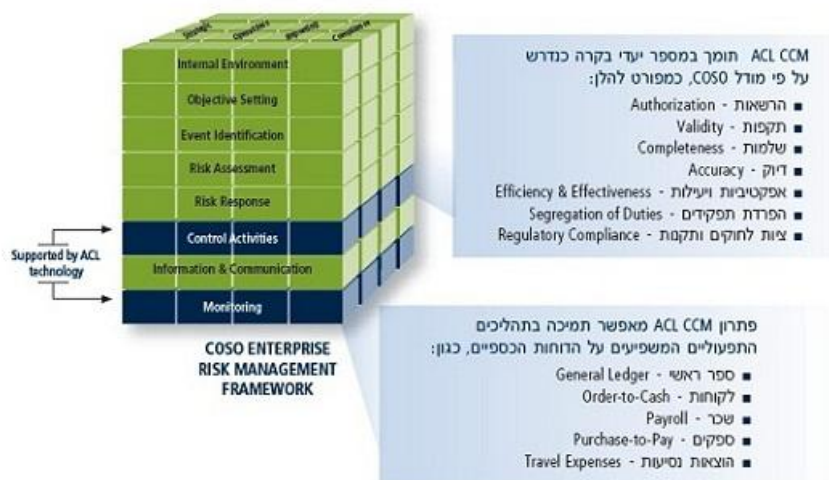 Strategic
Operations
Reporting
Compliance
Internal Environment
Objective Setting
Event Identification
Risk Assessment
Risk Response
Control Activities
Information & Communication
Monitoring
Supported by ACL
technology
COSO ENTERPRISE
RISK MANAGEMENT
FRAMEWORK
ACL CCM תומך במספר יעדי בקרה כנדרש
על פי מודל COSO, כמפורט להלן:
■ הרשאות - Authorization
■ תקפות - Validity
■ שלמות - Completeness
■ דיוק - Accuracy
■ אפקטיביות ויעילות - Efficiency & Effectiveness
■ הפרדת תפקידים - Segregation of Duties
■ ציות לחוקים ותקנות - Regulatory Compliance
פתרון ACL CCM מאפשר תמיכה בתהליכים
התפעוליים המשפיעים על הדוחות הכספיים, כגון:
■ ספר ראשי - General Ledger
■ לקוחות - Order-to-Cash
■ שכר - Payroll
■ ספקים - Purchase-to-Pay
■ הוצאות נסיעות - Travel Expenses